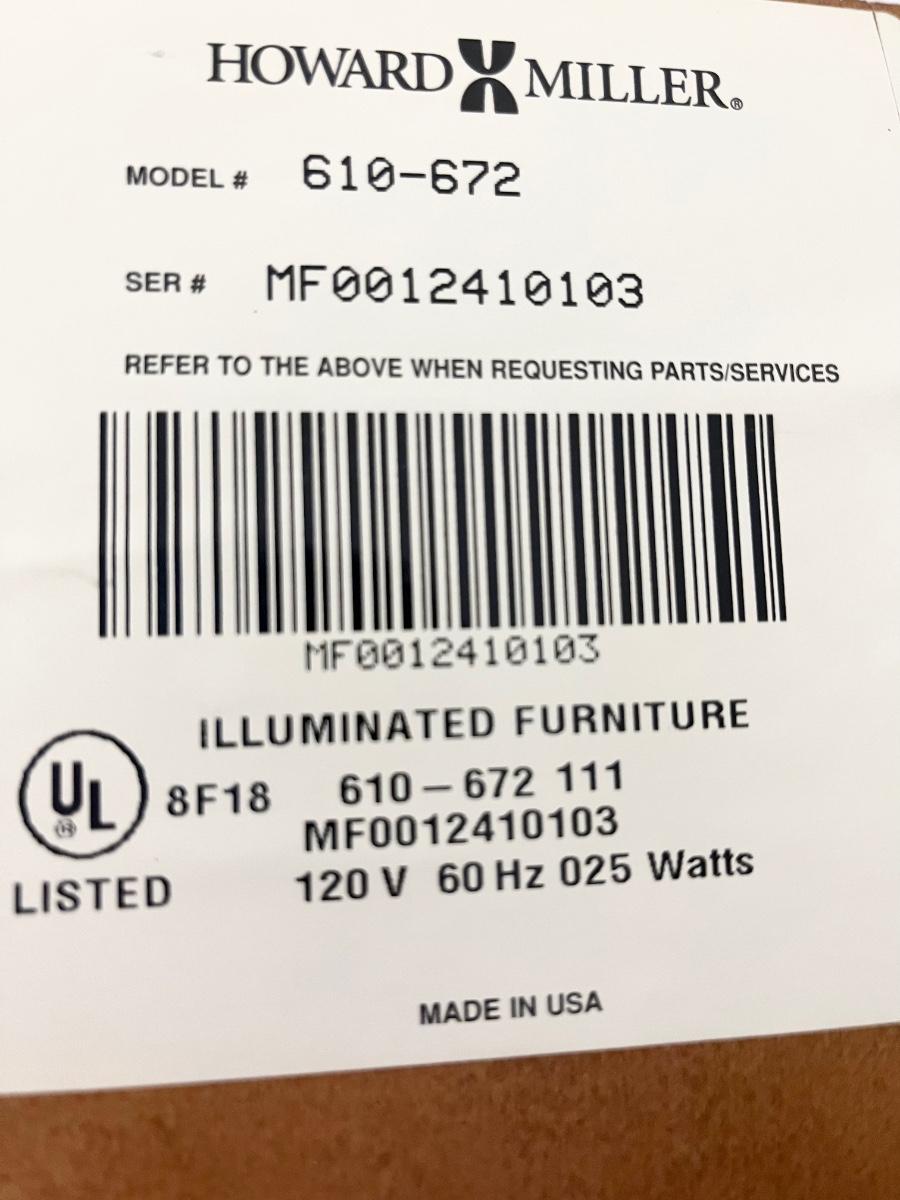 HOWARD MILLER®
MODEL # 610-672
SER # MF0012410103
REFER TO THE ABOVE WHEN REQUESTING PARTS/SERVICES
MF0012410103
ILLUMINATED FURNITURE
UL® 8F18 610-672 111
MF0012410103
LISTED 120 V 60 Hz 025 Watts
MADE IN USA